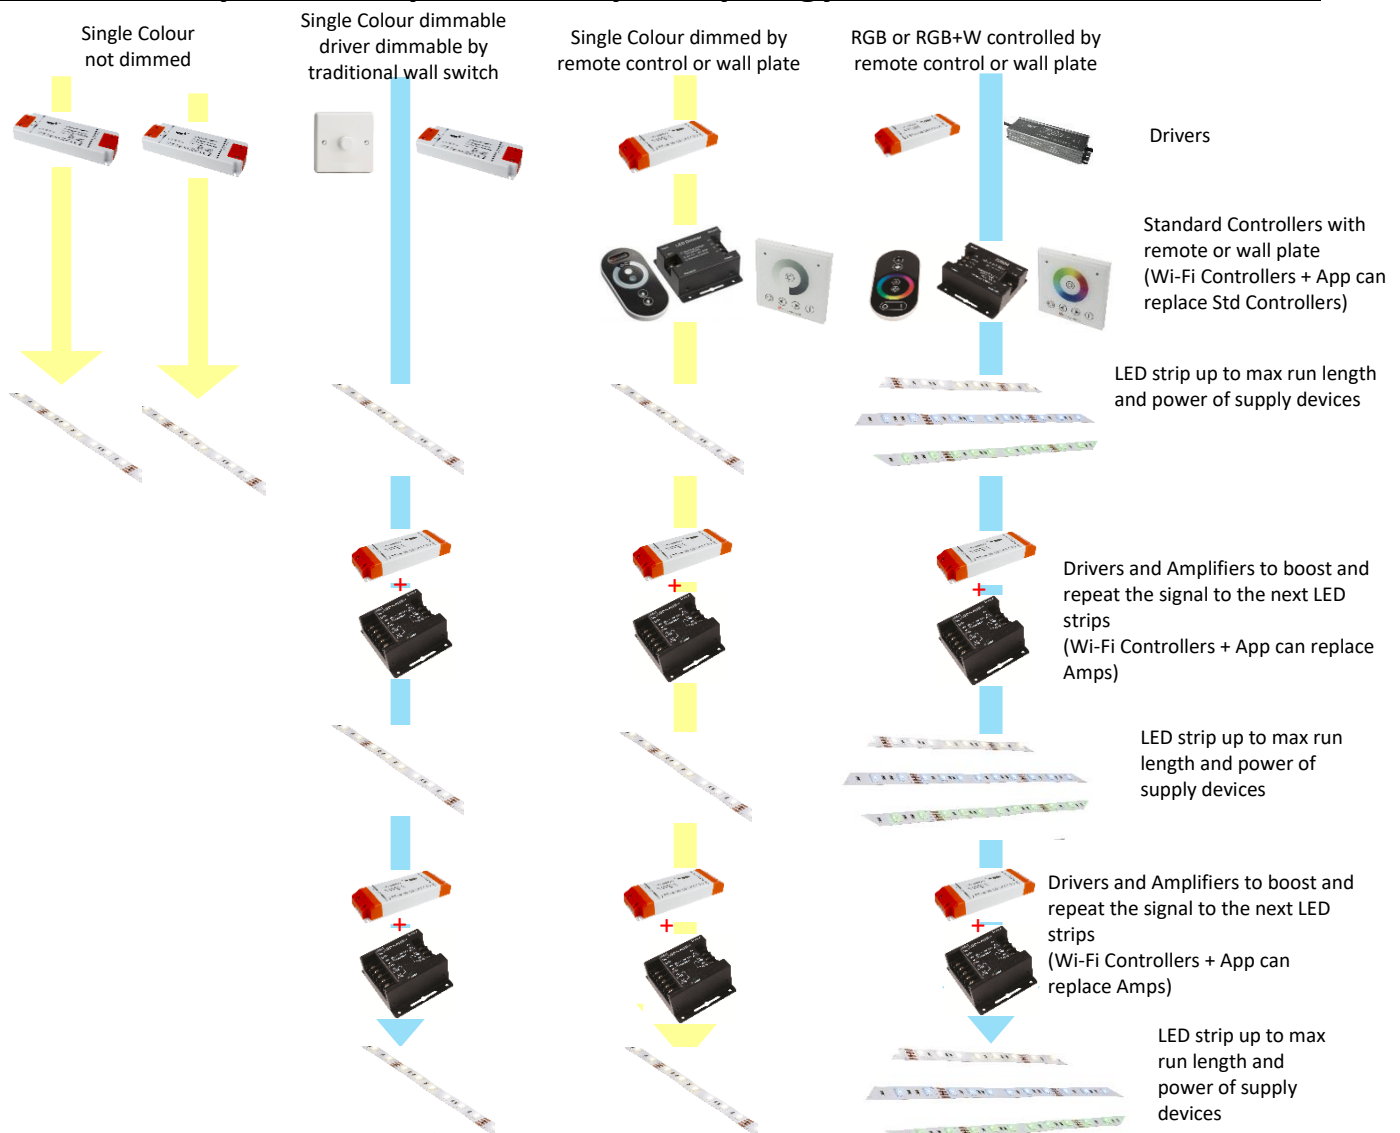 Single Colour
not dimmed
Single Colour dimmable
driver dimmable by
traditional wall switch
Single Colour dimmed by
remote control or wall plate
RGB or RGB+W controlled by
remote control or wall plate
Drivers
Standard Controllers with
remote or wall plate
(Wi-Fi Controllers + App can
replace Std Controllers)
LED strip up to max run length
and power of supply devices
+
+
+
Drivers and Amplifiers to boost and
repeat the signal to the next LED
strips
(Wi-Fi Controllers + App can replace
Amps)
LED strip up to max run
length and power of
supply devices
+
+
+
Drivers and Amplifiers to boost and
repeat the signal to the next LED
strips
(Wi-Fi Controllers + App can
replace Amps)
LED strip up to max
run length and
power of supply
devices